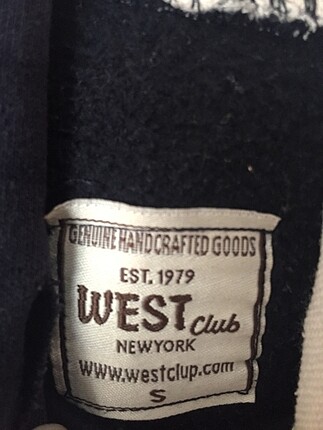 GENUINE HANDCRAFTED GOODS
EST. 1979
WEST Club
NEWYORK
www.westclup.com
S